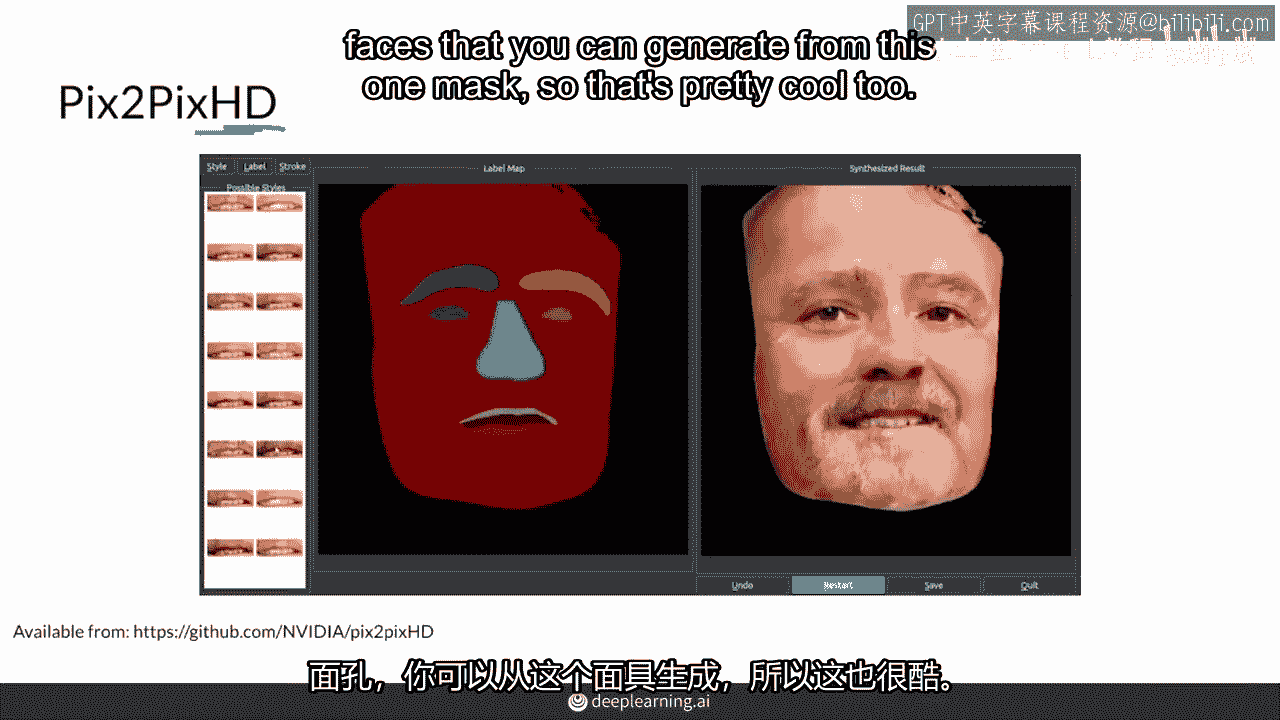 GPT中英字幕课程资源@bilibili.com
faces that you can generate from this
one mask, so that's pretty cool too.
Pix2PixHD
Style Label Stroke
Possible Styles
Label Map
Synthesized Result
Undo Restart Save Quit
Available from: https://github.com/NVIDIA/pix2pixHD
面孔，你可以从这个面具生成，所以这也很酷。
deeplearning.ai